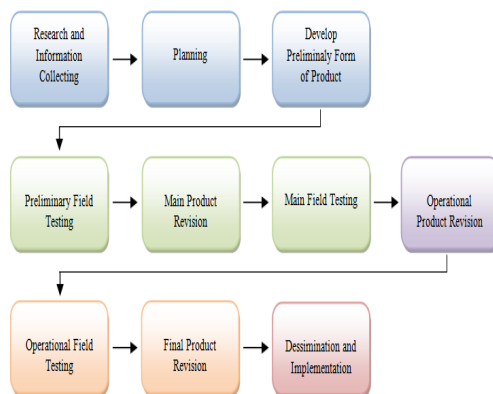 Research and
Information
Collecting
Planning
Develop
Preliminaly Form
of Product
Preliminary Field
Testing
Main Product
Revision
Main Field Testing
Operational
Product Revision
Operational Field
Testing
Final Product
Revision
Dessimination and
Implementation